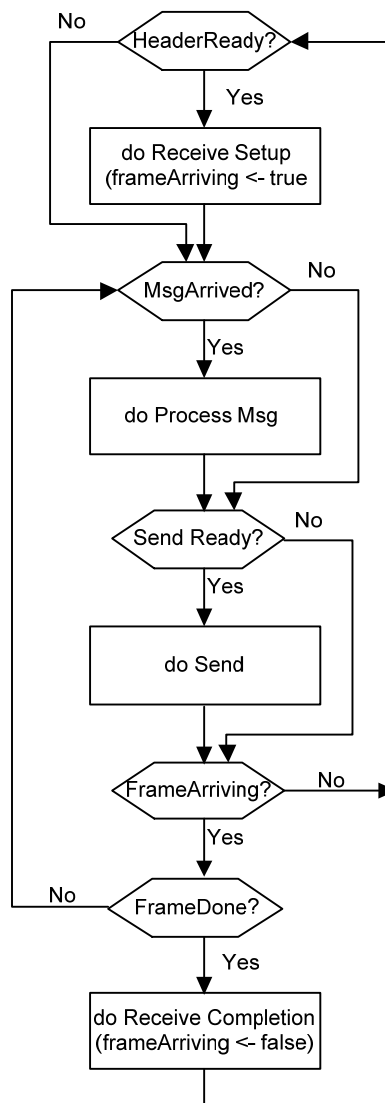 No
HeaderReady?
Yes
do Receive Setup
(frameArriving <- true
No
MsgArrived?
Yes
do Process Msg
Send Ready?
No
Yes
do Send
FrameArriving?
No
Yes
No
FrameDone?
Yes
do Receive Completion
(frameArriving <- false)